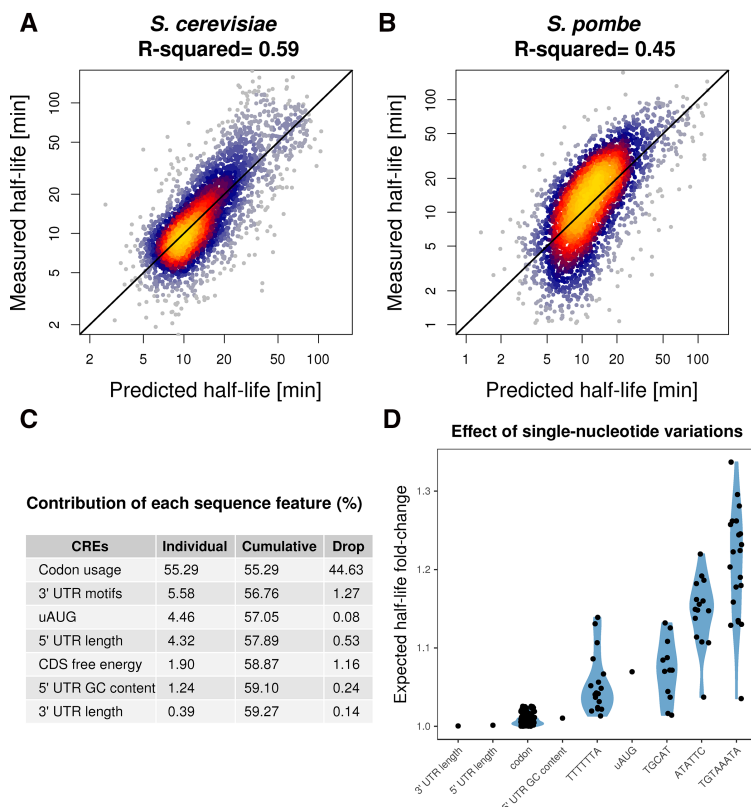 A
S. cerevisiae
R-squared= 0.59
Measured half-life [min]
100
50
20
10
5
2
2 5 10 20 50 100
Predicted half-life [min]
B
S. pombe
R-squared= 0.45
Measured half-life [min]
100
50
20
10
5
2
1
1 2 5 10 20 50 100
Predicted half-life [min]
C
Contribution of each sequence feature (%)
CREs Individual Cumulative Drop
Codon usage 55.29 55.29 44.63
3' UTR motifs 5.58 56.76 1.27
uAUG 4.46 57.05 0.08
5' UTR length 4.32 57.89 0.53
CDS free energy 1.90 58.87 1.16
5' UTR GC content 1.24 59.10 0.24
3' UTR length 0.39 59.27 0.14
D
Effect of single-nucleotide variations
Expected half-life fold-change
1.3
1.2
1.1
1.0
3' UTR length
5' UTR length
codon
5' UTR GC content
TTTTTTA
uAUG
TGCAT
ATATTC
TGTAAATA